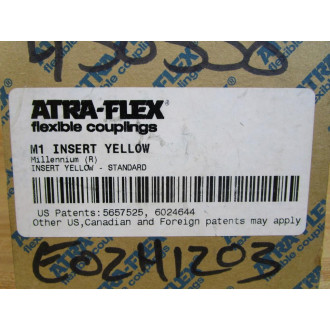 ATRA-FLEX®
flexible couplings
M1 INSERT YELLOW
Millennium (R)
INSERT YELLOW - STANDARD
US Patents:5657525, 6024644
Other US,Canadian and Foreign patents may apply
E0241203